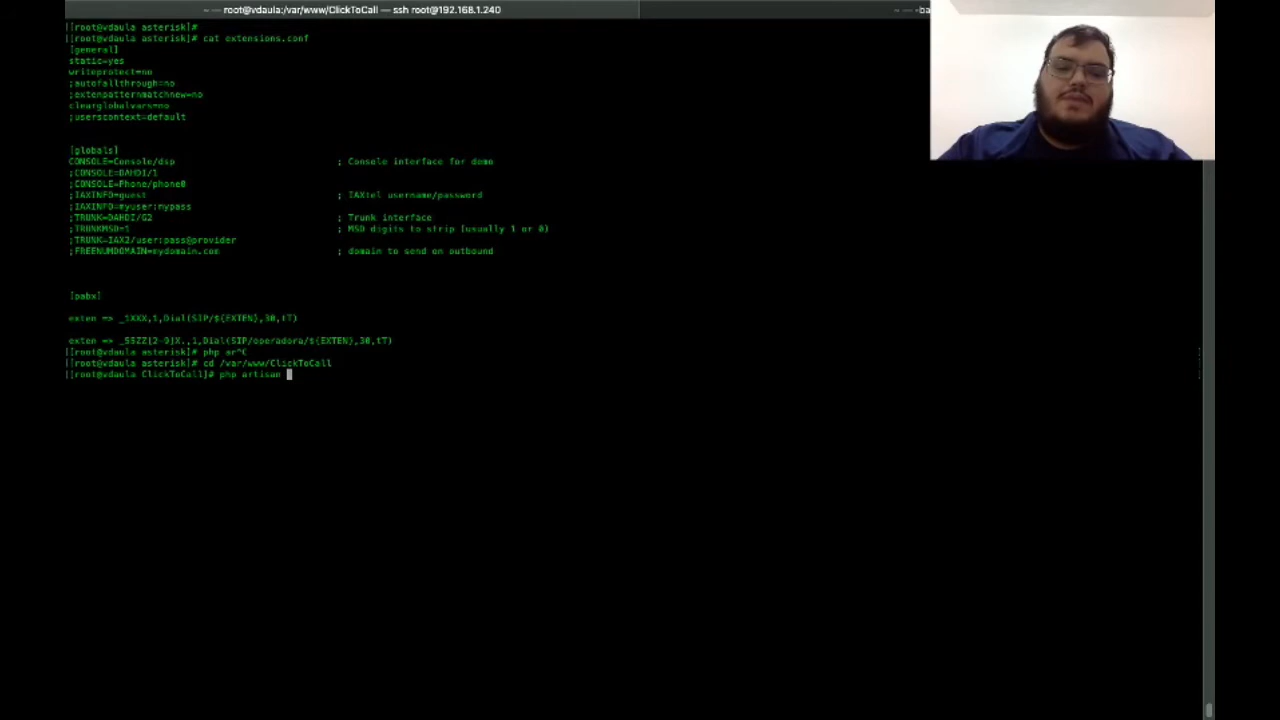 ~ — root@vdaula:/var/www/ClickToCall — ssh root@192.168.1.240
~ — -ba
[root@vdaula asterisk]#
[root@vdaula asterisk]# cat extensions.conf
[general]
static=yes
writeprotect=no
;autofallthrough=no
;extenpatternmatchnew=no
clearglobalvars=no
;userscontext=default
[globals]
CONSOLE=Console/dsp ; Console interface for demo
;CONSOLE=DAHDI/1
;CONSOLE=Phone/phone0
;IAXINFO=guest ; IAXtel username/password
;IAXINFO=myuser:mypass
;TRUNK=DAHDI/G2 ; Trunk interface
;TRUNKMSD=1 ; MSD digits to strip (usually 1 or 0)
;TRUNK=IAX2/user:pass@provider
;FREENUMDOMAIN=mydomain.com ; domain to send on outbound
[pabx]
exten => _1XXX,1,Dial(SIP/${EXTEN},30,tT)
exten => _55ZZ[2-9]X.,1,Dial(SIP/operadora/${EXTEN},30,tT)
[root@vdaula asterisk]# php ar^C
[root@vdaula asterisk]# cd /var/www/ClickToCall
[root@vdaula ClickToCall]# php artisan